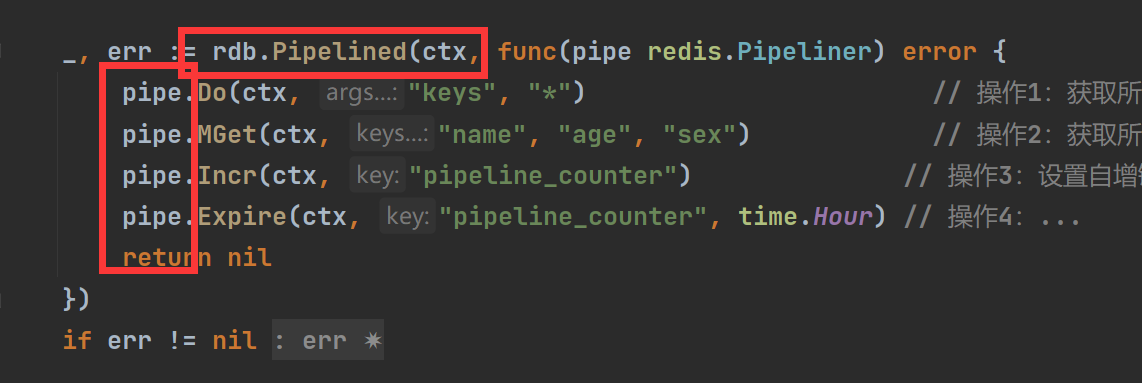 _, err := rdb.Pipelined(ctx, func(pipe redis.Pipeliner) error {
pipe.Do(ctx, args...: "keys", "*") // 操作1：获取所
pipe.MGet(ctx, keys...: "name", "age", "sex") // 操作2：获取所
pipe.Incr(ctx, key: "pipeline_counter") // 操作3：设置自增
pipe.Expire(ctx, key: "pipeline_counter", time.Hour) // 操作4：...
return nil
})
if err != nil : err ✷